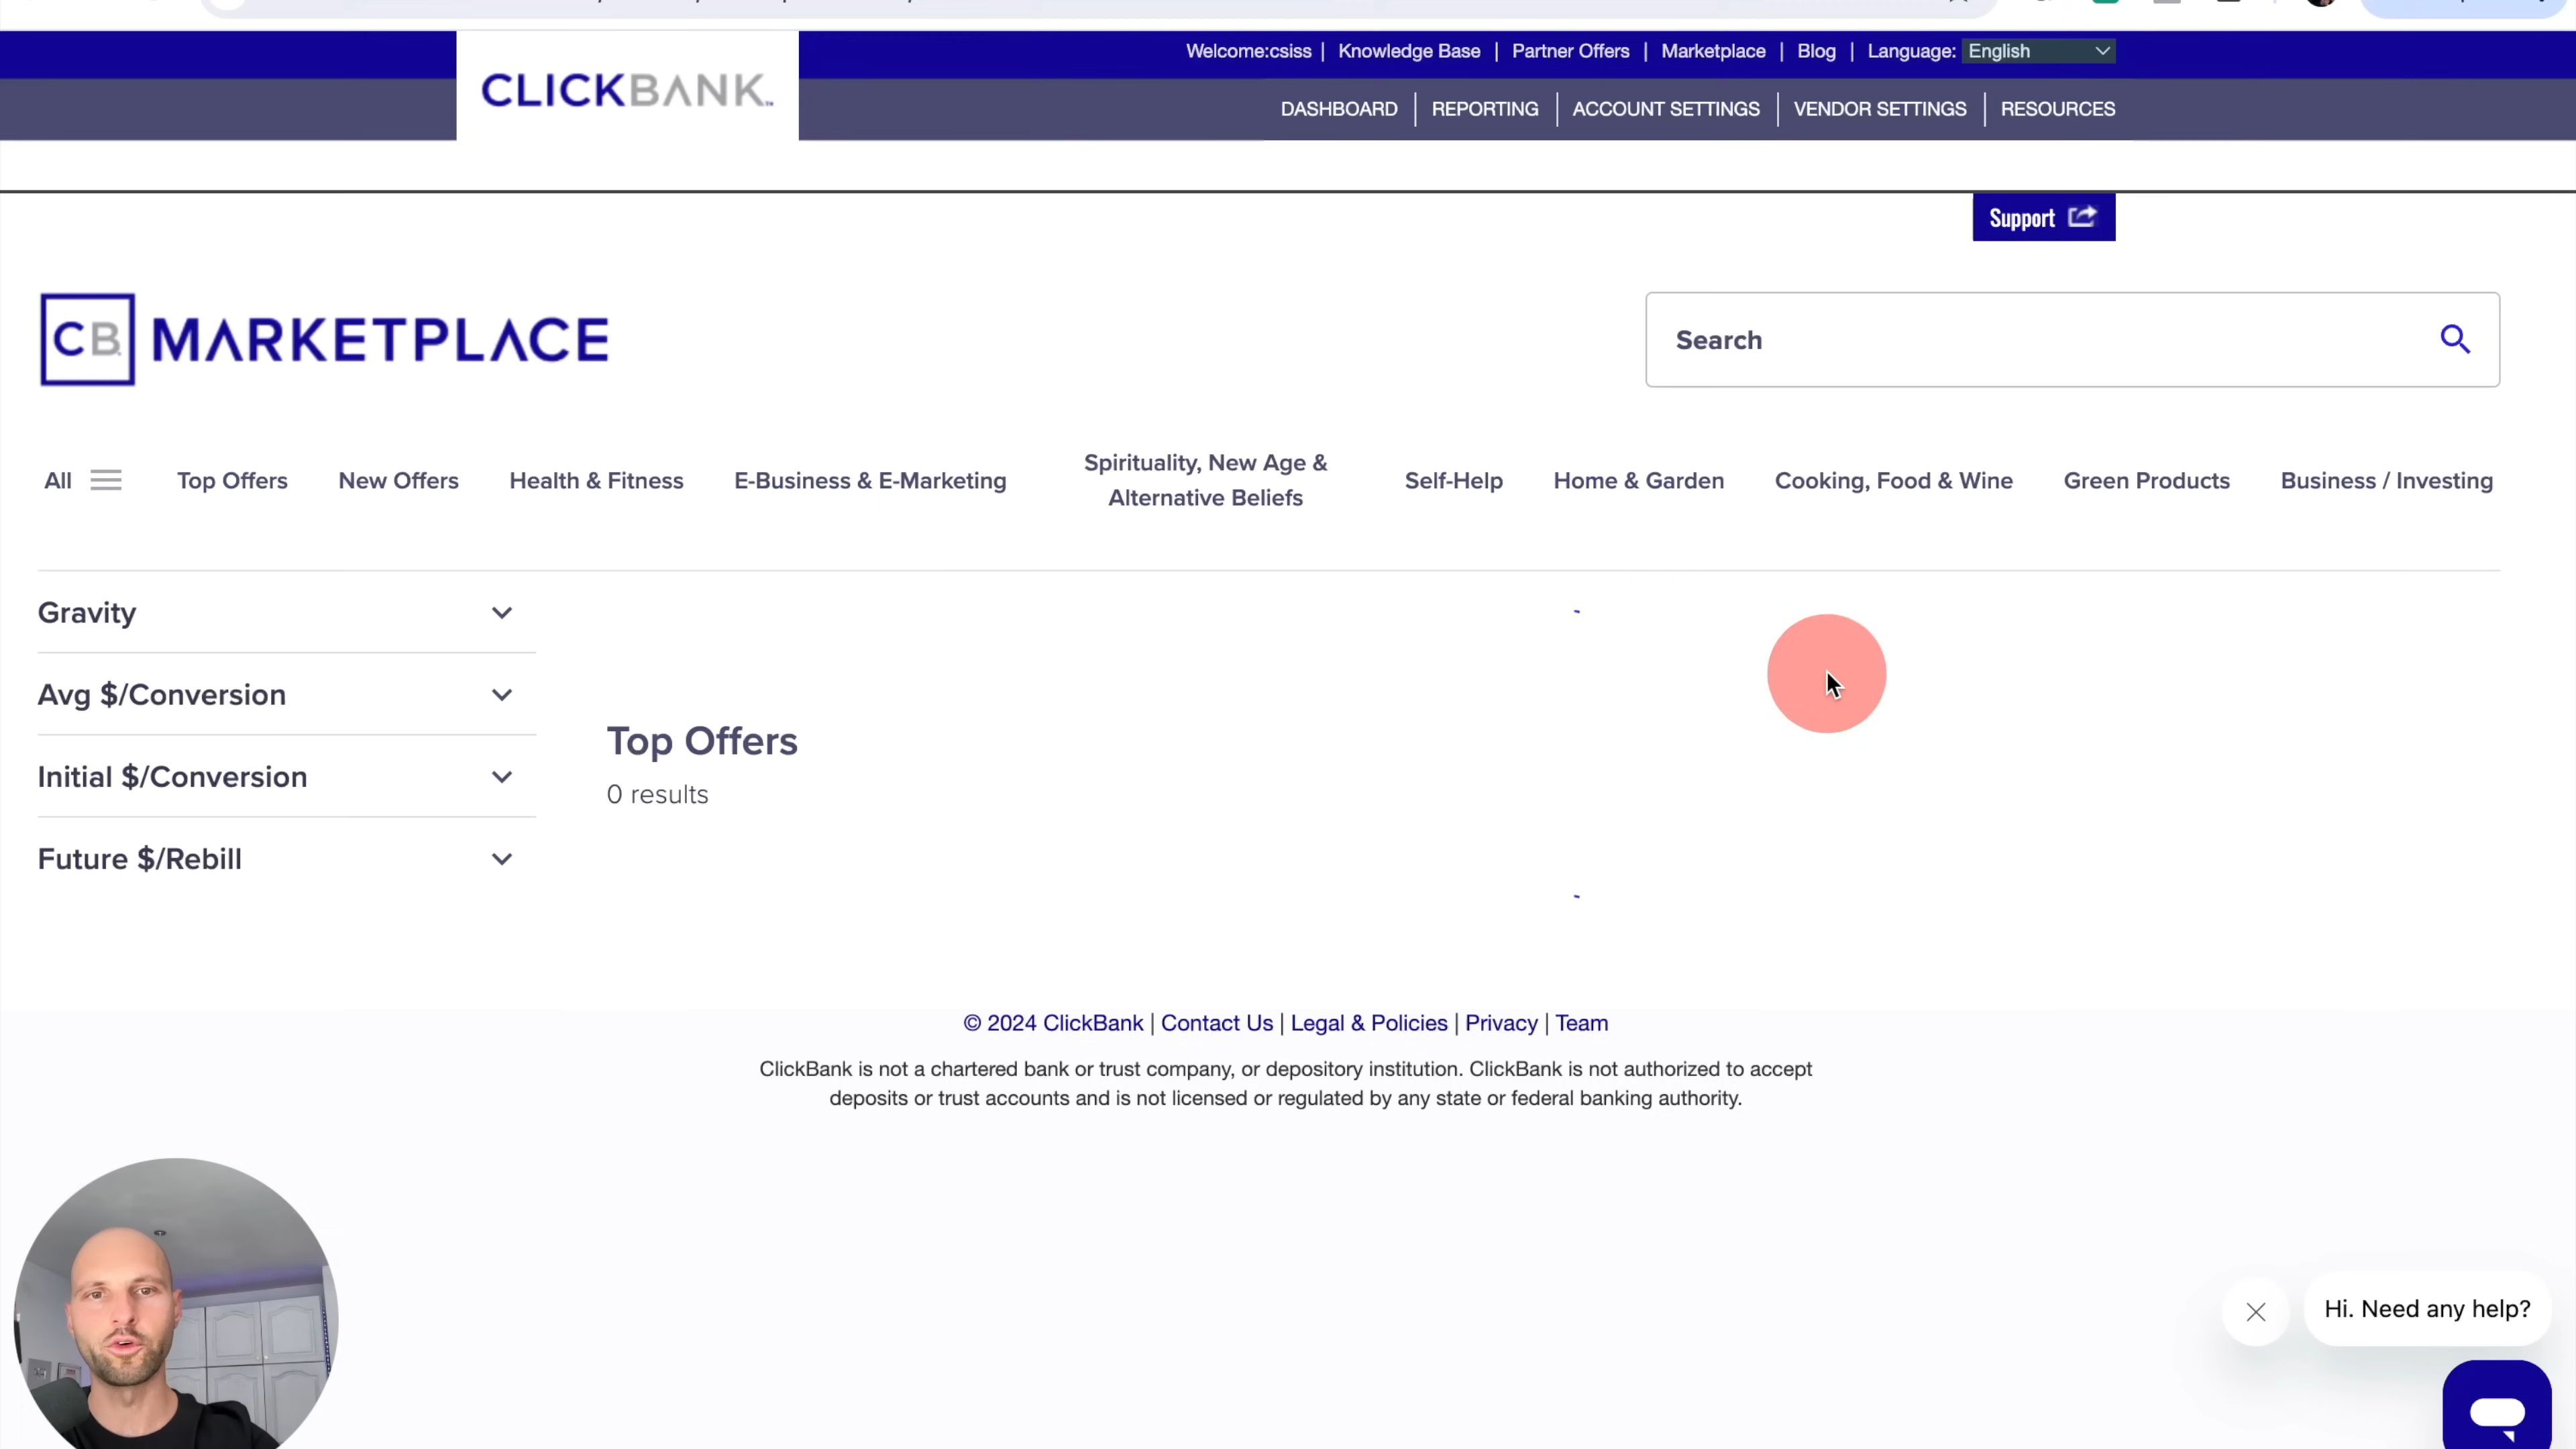 CLICKBANK™
Welcome:csiss | Knowledge Base | Partner Offers | Marketplace | Blog | Language: English
DASHBOARD | REPORTING | ACCOUNT SETTINGS | VENDOR SETTINGS | RESOURCES
Support
CB. MARKETPLACE
Search
All Top Offers New Offers Health & Fitness E-Business & E-Marketing Spirituality, New Age & Self-Help Home & Garden Cooking, Food & Wine Green Products Business / Investing
Alternative Beliefs
Gravity
Avg $/Conversion
Initial $/Conversion
Future $/Rebill
Top Offers
0 results
© 2024 ClickBank | Contact Us | Legal & Policies | Privacy | Team
ClickBank is not a chartered bank or trust company, or depository institution. ClickBank is not authorized to accept
deposits or trust accounts and is not licensed or regulated by any state or federal banking authority.
Hi. Need any help?